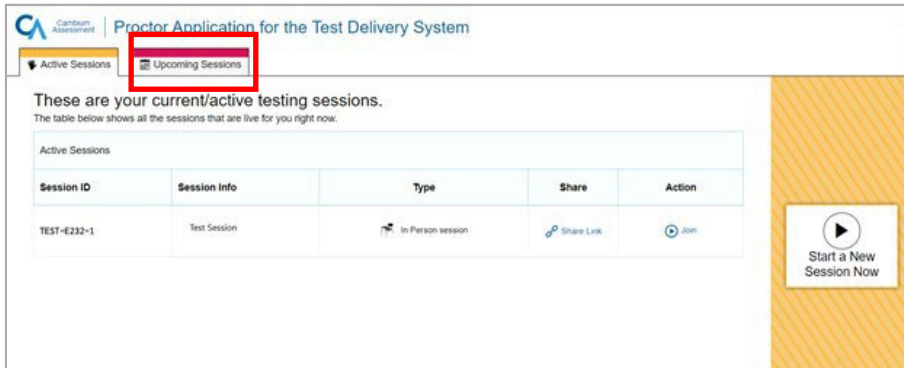 CA Cambium Assessment Proctor Application for the Test Delivery System
Active Sessions Upcoming Sessions
These are your current/active testing sessions.
The table below shows all the sessions that are live for you right now.
Active Sessions
Session ID Session Info Type Share Action
TEST-E232-1 Test Session In Person session Share Link Join
Start a New
Session Now